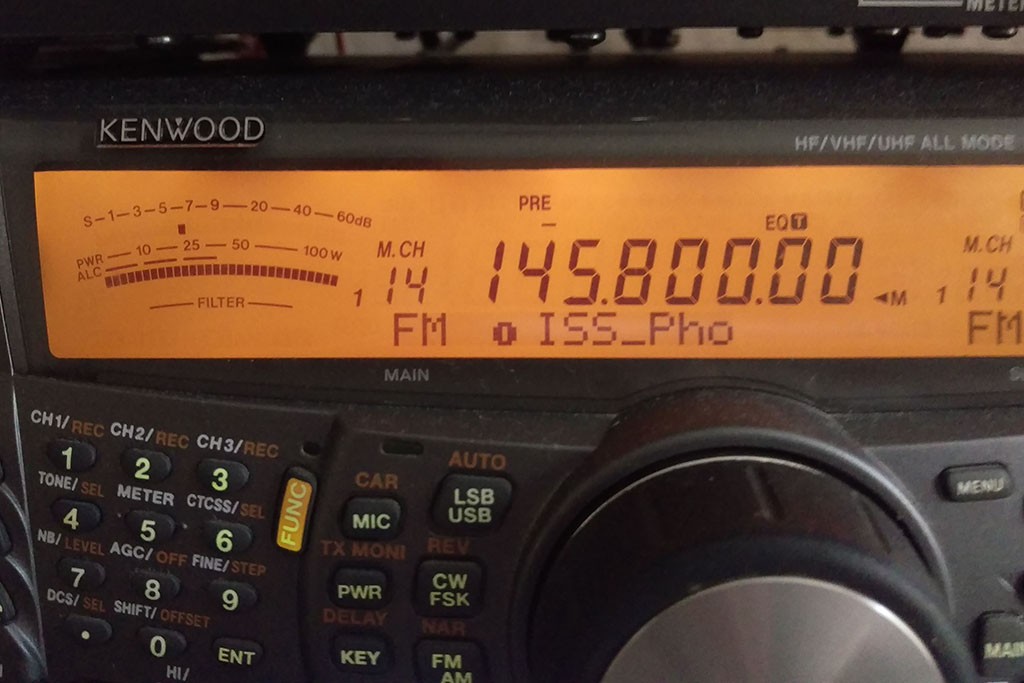 METER
KENWOOD
HF/VHF/UHF ALL MODE
S-1-3-5-7-9-20-40-60dB
PRE
EQ T
PWR 10 25 50 100W
ALC
M.CH
1 14
145.800.00
◄M
M.CH
1 14
FILTER
FM ISS_Pho
FM
MAIN
CH1/REC CH2/REC CH3/REC
1 2 3
TONE/SEL METER CTCSS/SEL
4 5 6
NB/LEVEL AGC/OFF FINE/STEP
7 8 9
DCS/SEL SHIFT/OFFSET
. 0 ENT
HI/
FUNC
CAR AUTO
MIC LSB
USB
TX MONI REV
PWR CW
FSK
DELAY NAR
KEY FM
AM
MENU
MAIN